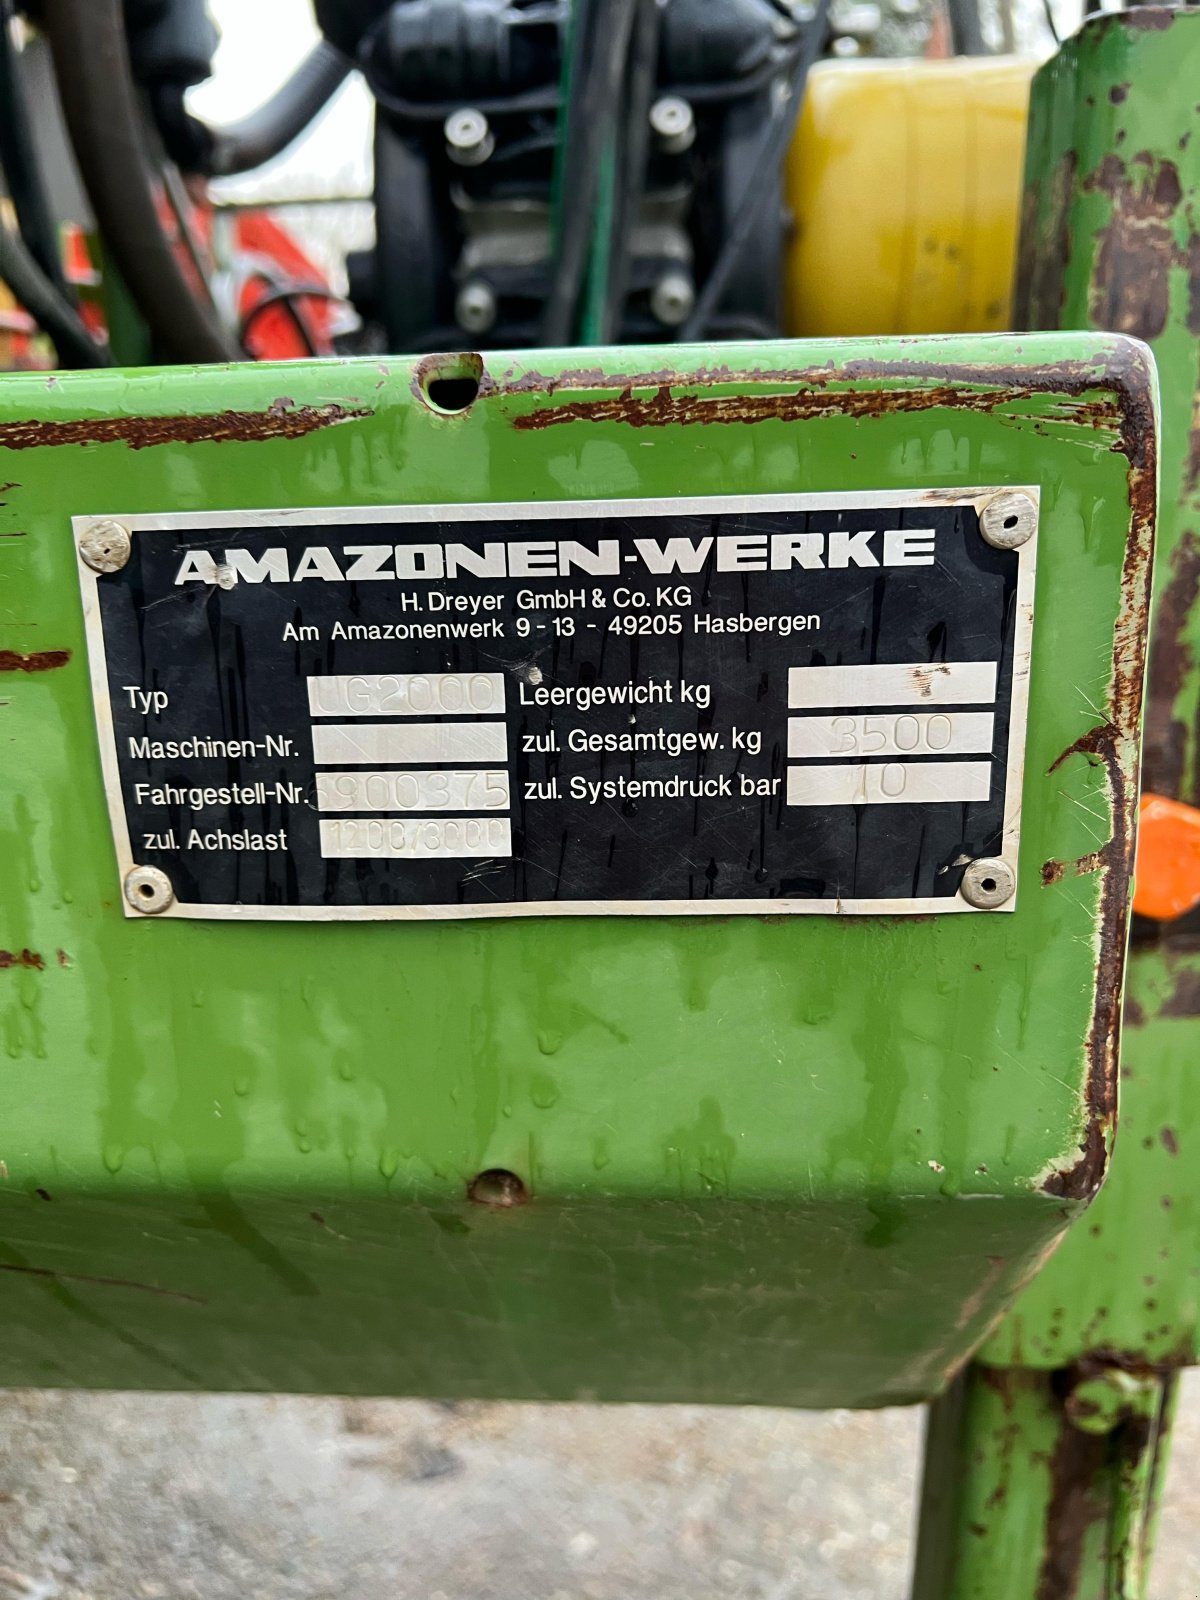 AMAZONEN-WERKE
H. Dreyer GmbH & Co. KG
Am Amazonenwerk 9 - 13 - 49205 Hasbergen
Typ UG2000
Maschinen-Nr.
Fahrgestell-Nr. 6900375
zul. Achslast 1200/3000
Leergewicht kg
zul. Gesamtgew. kg 3500
zul. Systemdruck bar 10